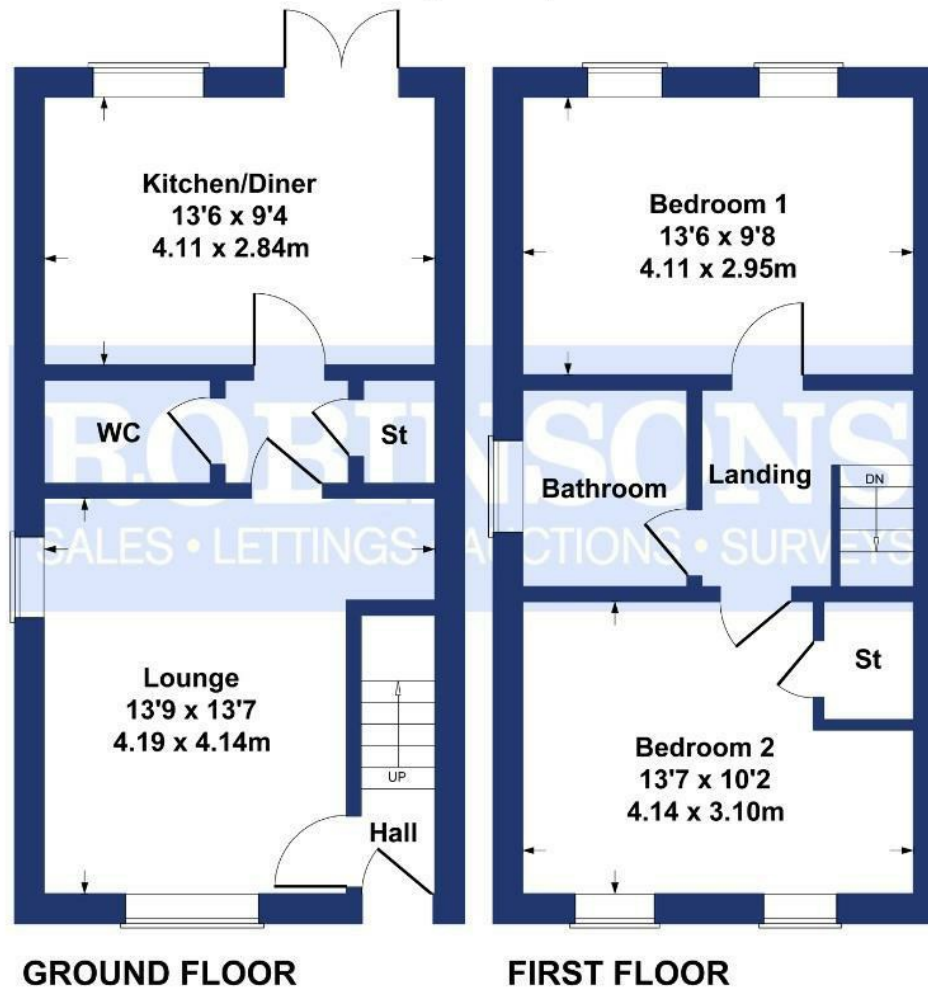 Kitchen/Diner
13'6 x 9'4
4.11 x 2.84m
WC
St
Lounge
13'9 x 13'7
4.19 x 4.14m
UP
Hall
GROUND FLOOR
Bedroom 1
13'6 x 9'8
4.11 x 2.95m
Bathroom
Landing
DN
St
Bedroom 2
13'7 x 10'2
4.14 x 3.10m
FIRST FLOOR
ROBINSONS
SALES • LETTINGS • AUCTIONS • SURVEYS